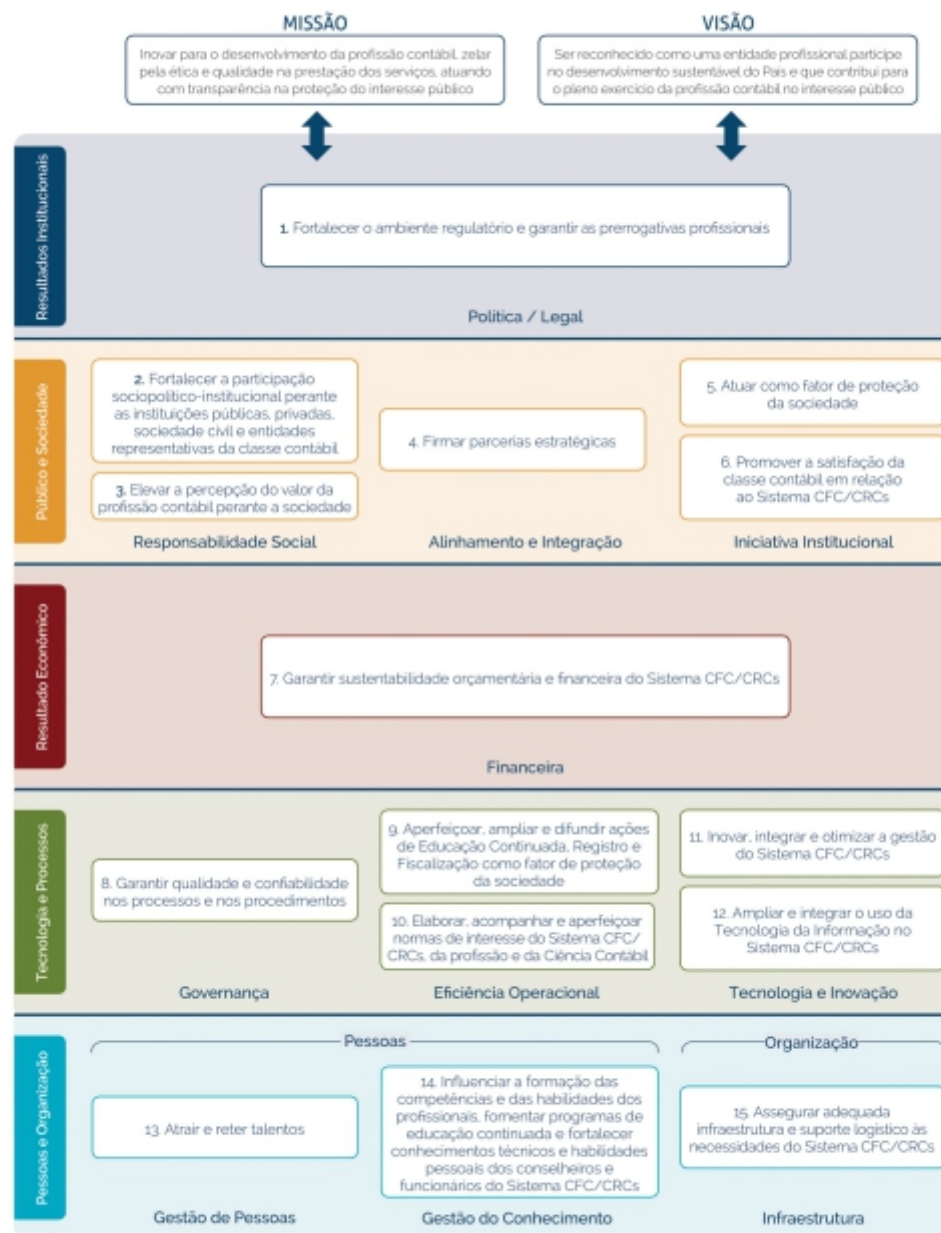 MISSÃO
Inovar para o desenvolvimento da profissão contábil, zelar
pela ética e qualidade na prestação dos serviços, atuando
com transparência na proteção do interesse público
VISÃO
Ser reconhecido como uma entidade profissional partícipe
no desenvolvimento sustentável do País e que contribui para
o pleno exercício da profissão contábil no interesse público
Resultados Institucionais
1. Fortalecer o ambiente regulatório e garantir as prerrogativas profissionais
Política / Legal
Público e Sociedade
2. Fortalecer a participação
sociopolítico-institucional perante
as instituições públicas, privadas,
sociedade civil e entidades
representativas da classe contábil
3. Elevar a percepção do valor da
profissão contábil perante a sociedade
Responsabilidade Social
4. Firmar parcerias estratégicas
Alinhamento e Integração
5. Atuar como fator de proteção
da sociedade
6. Promover a satisfação da
classe contábil em relação
ao Sistema CFC/CRCs
Iniciativa Institucional
Resultado Econômico
7. Garantir sustentabilidade orçamentária e financeira do Sistema CFC/CRCs
Financeira
Tecnologia e Processos
8. Garantir qualidade e confiabilidade
nos processos e nos procedimentos
Governança
9. Aperfeiçoar, ampliar e difundir ações
de Educação Continuada, Registro e
Fiscalização como fator de proteção
da sociedade
10. Elaborar, acompanhar e aperfeiçoar
normas de interesse do Sistema CFC/
CRCs, da profissão e da Ciência Contábil
Eficiência Operacional
11. Inovar, integrar e otimizar a gestão
do Sistema CFC/CRCs
12. Ampliar e integrar o uso da
Tecnologia da Informação no
Sistema CFC/CRCs
Tecnologia e Inovação
Pessoas e Organização
Pessoas
13. Atrair e reter talentos
Gestão de Pessoas
14. Influenciar a formação das
competências e das habilidades dos
profissionais, fomentar programas de
educação continuada e fortalecer
conhecimentos técnicos e habilidades
pessoais dos conselheiros e
funcionários do Sistema CFC/CRCs
Gestão do Conhecimento
Organização
15. Assegurar adequada
infraestrutura e suporte logístico às
necessidades do Sistema CFC/CRCs
Infraestrutura